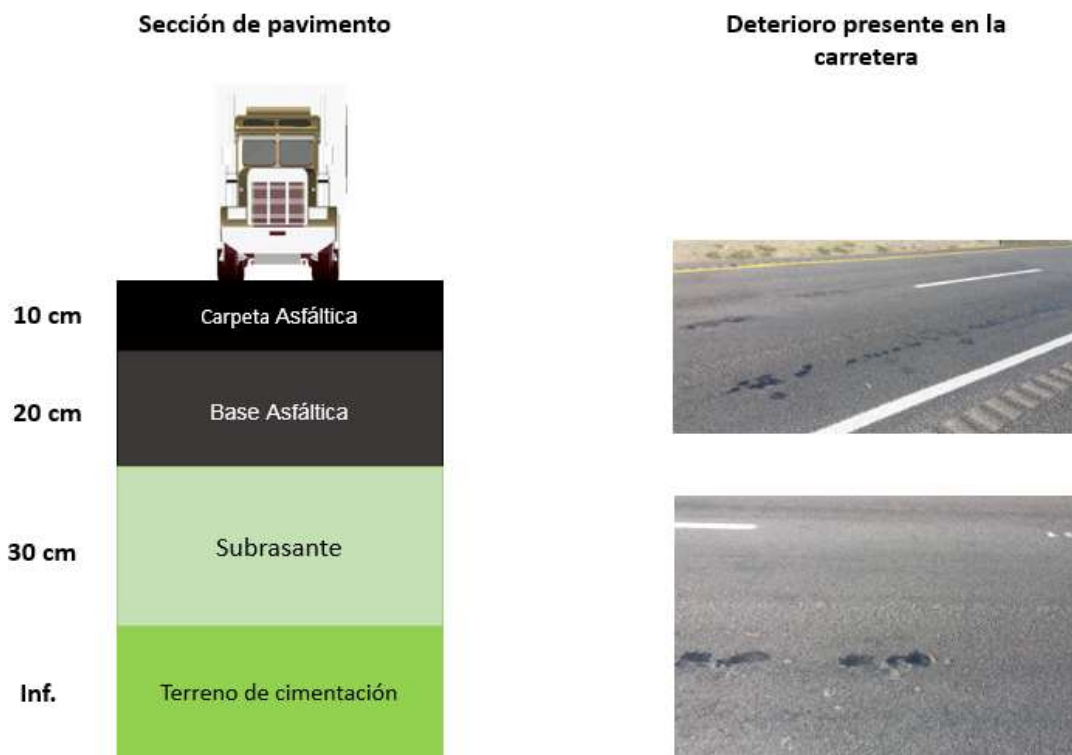 Sección de pavimento
Deterioro presente en la
carretera
10 cm
Carpeta Asfáltica
20 cm
Base Asfáltica
30 cm
Subrasante
Inf.
Terreno de cimentación